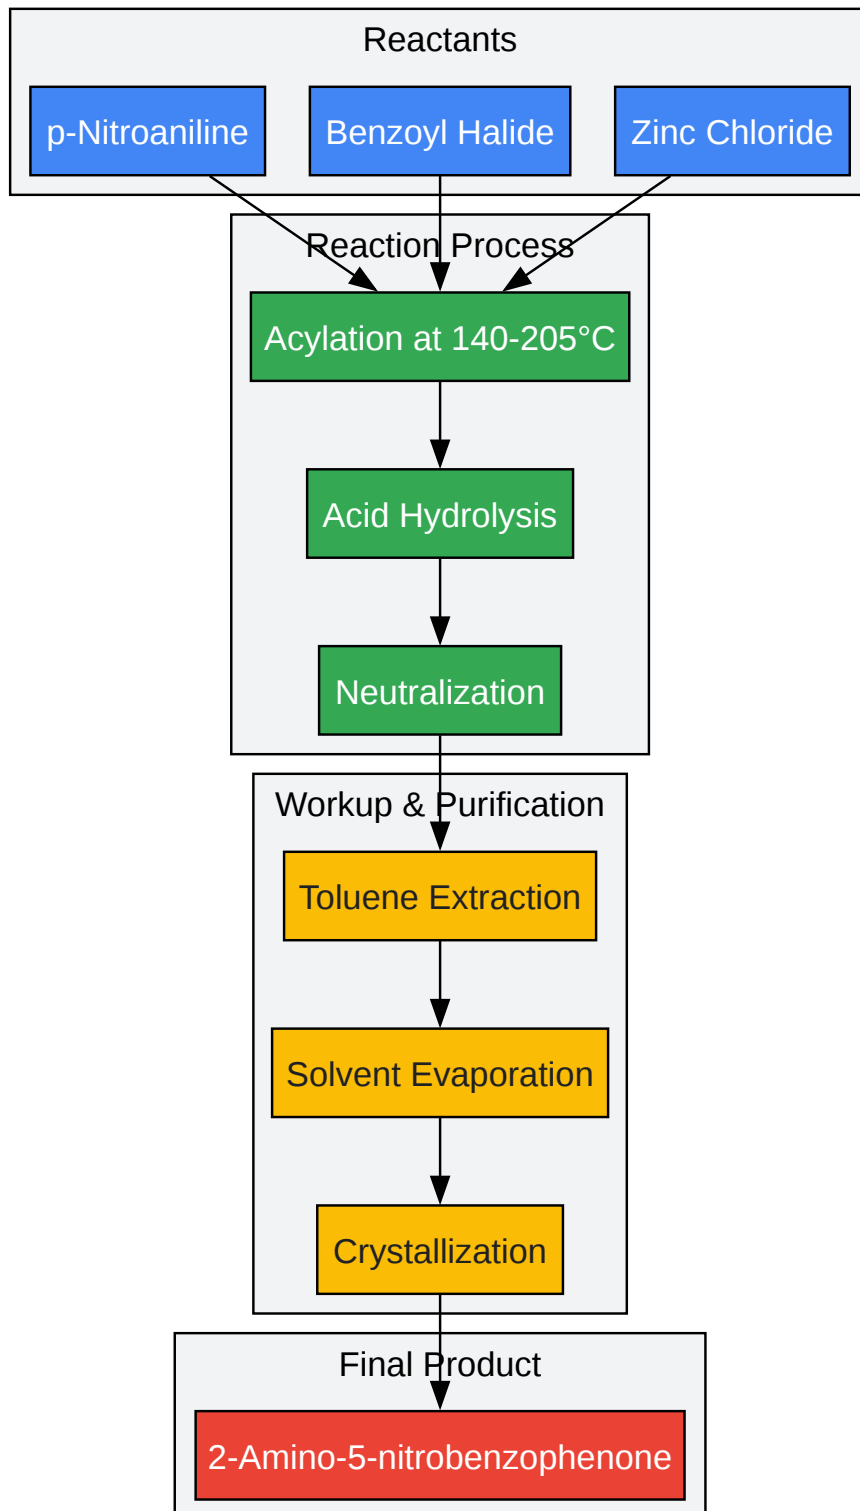 Reactants
p-Nitroaniline
Benzoyl Halide
Zinc Chloride
Reaction Process
Acylation at 140-205°C
Acid Hydrolysis
Neutralization
Workup & Purification
Toluene Extraction
Solvent Evaporation
Crystallization
Final Product
2-Amino-5-nitrobenzophenone